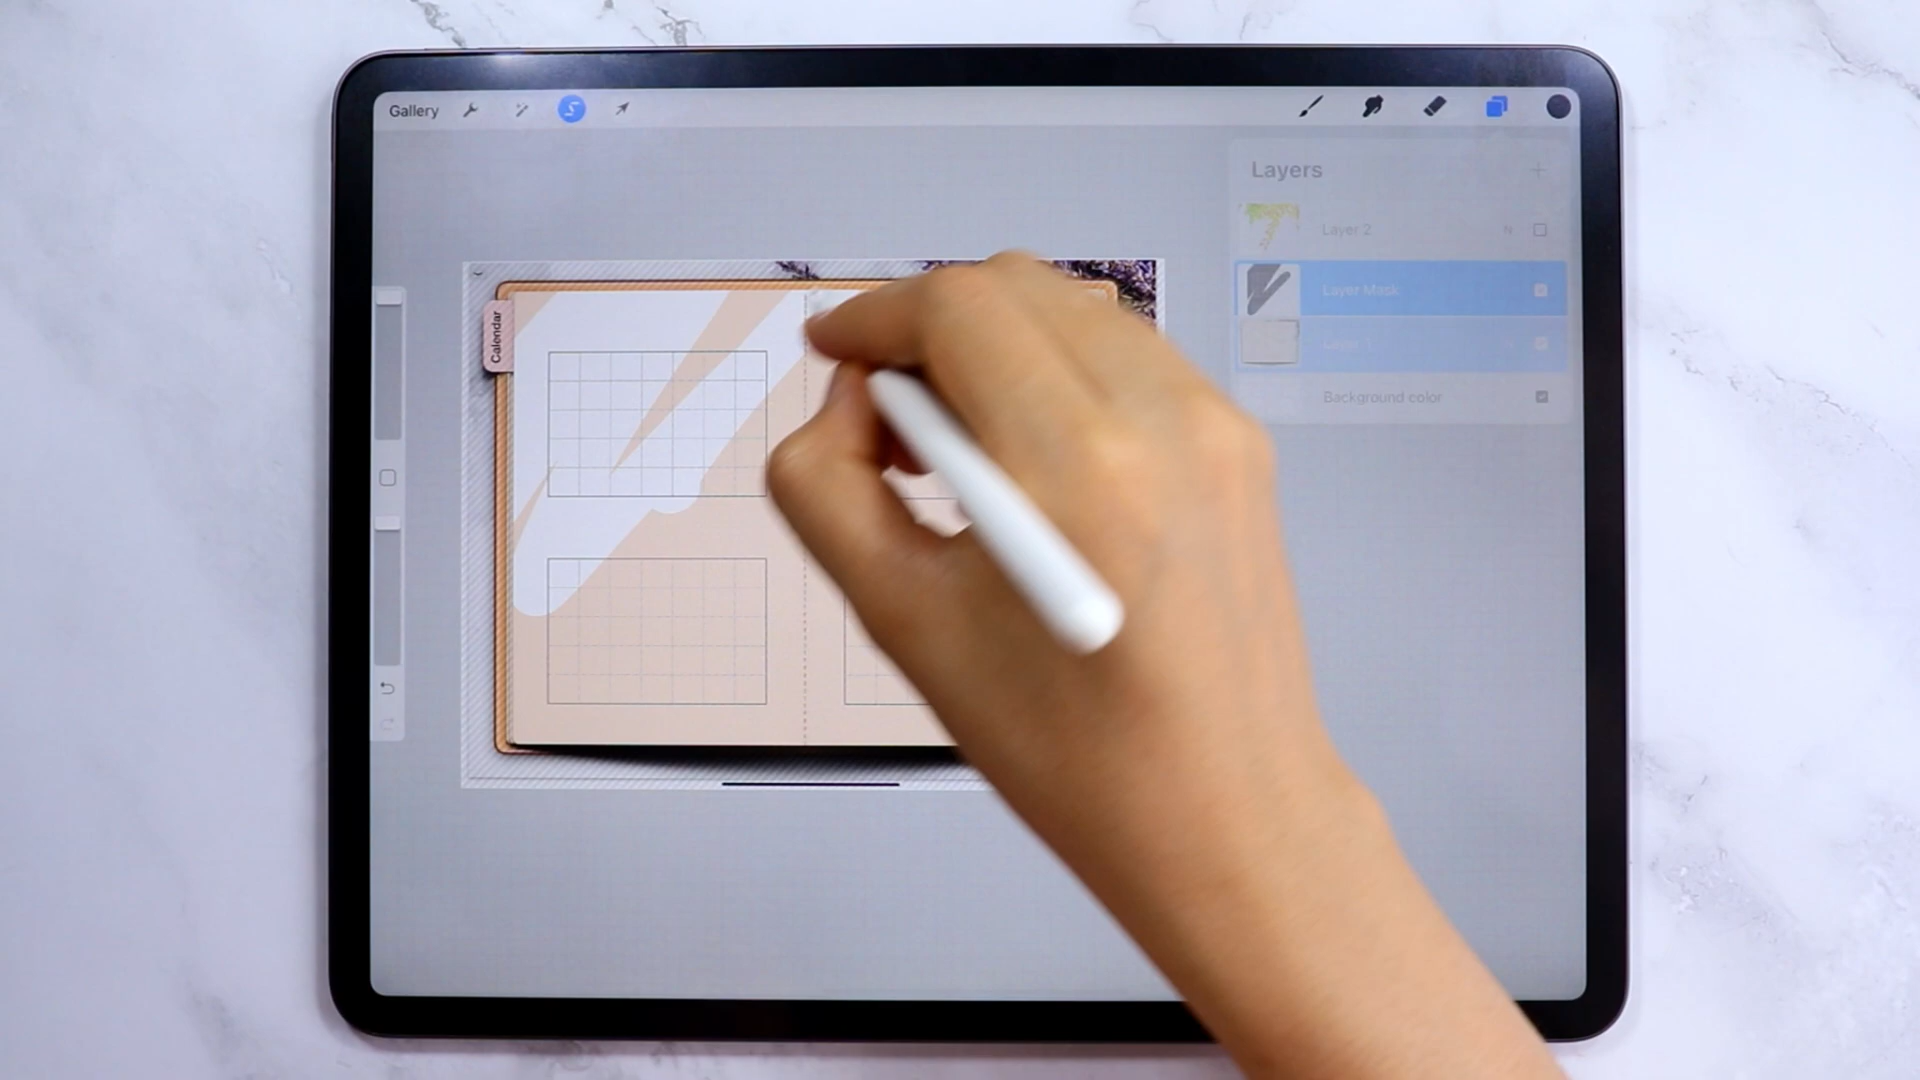 Gallery
Layers
Layer 2 N
Layer Mask
Background color
Calendar